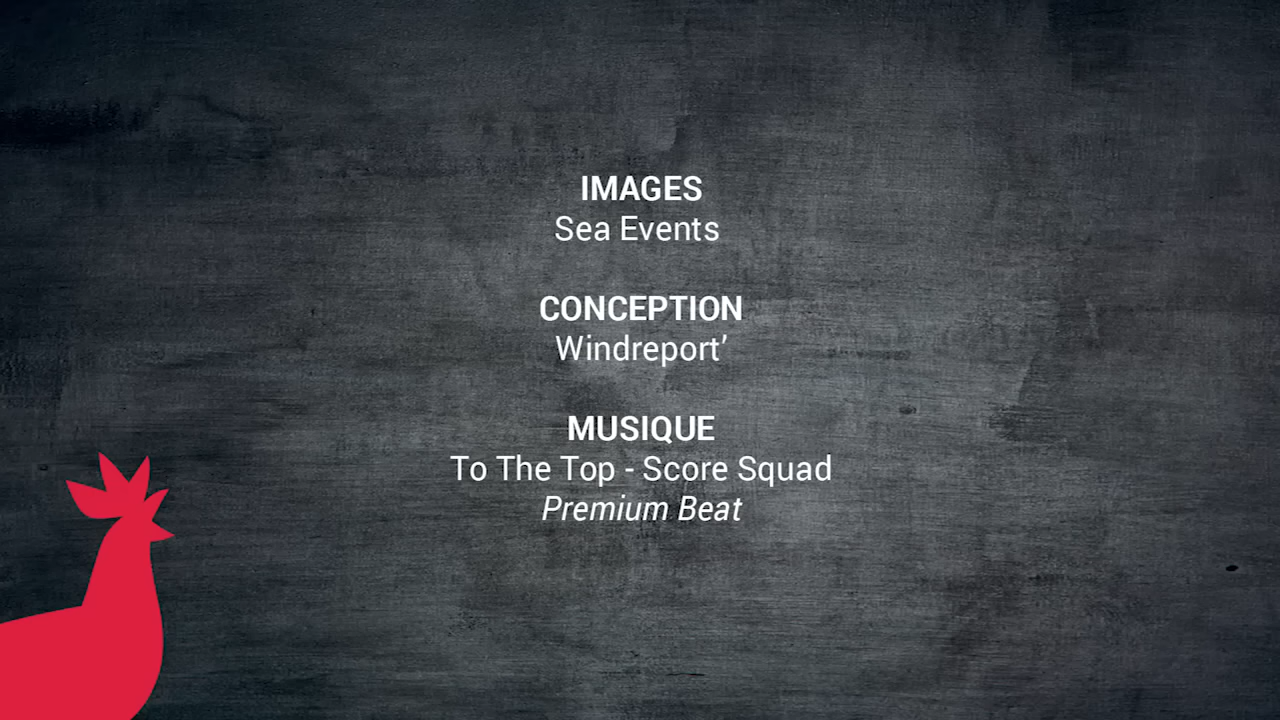 IMAGES
Sea Events
CONCEPTION
Windreport’
MUSIQUE
To The Top - Score Squad
Premium Beat